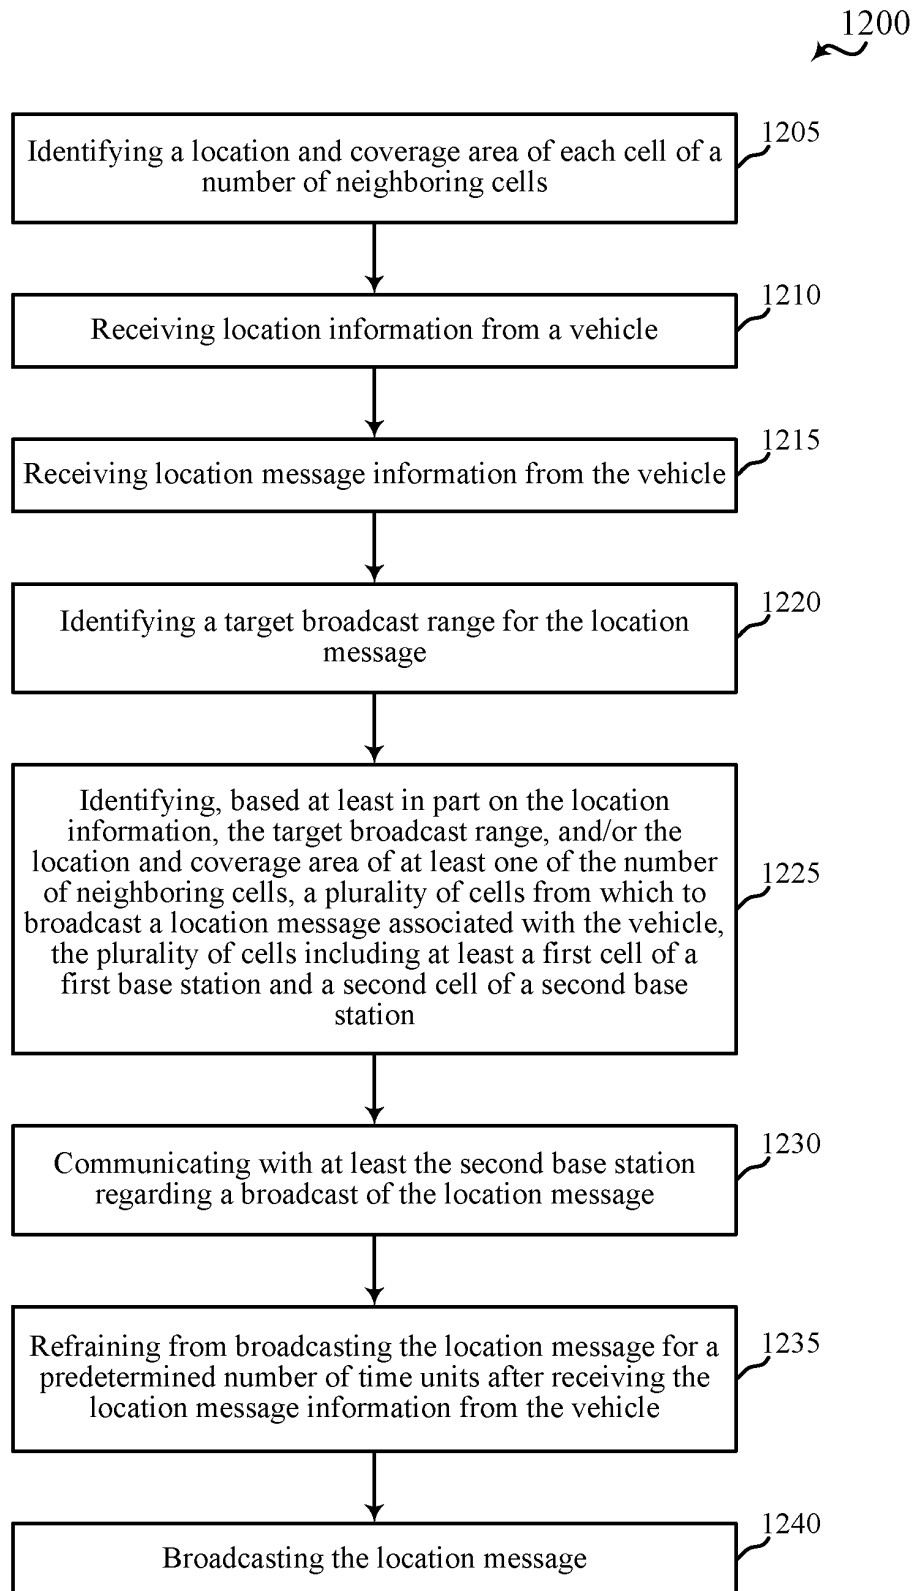 1200
Identifying a location and coverage area of each cell of a
number of neighboring cells
1205
Receiving location information from a vehicle
1210
Receiving location message information from the vehicle
1215
Identifying a target broadcast range for the location
message
1220
Identifying, based at least in part on the location
information, the target broadcast range, and/or the
location and coverage area of at least one of the number
of neighboring cells, a plurality of cells from which to
broadcast a location message associated with the vehicle,
the plurality of cells including at least a first cell of a
first base station and a second cell of a second base
station
1225
Communicating with at least the second base station
regarding a broadcast of the location message
1230
Refraining from broadcasting the location message for a
predetermined number of time units after receiving the
location message information from the vehicle
1235
Broadcasting the location message
1240